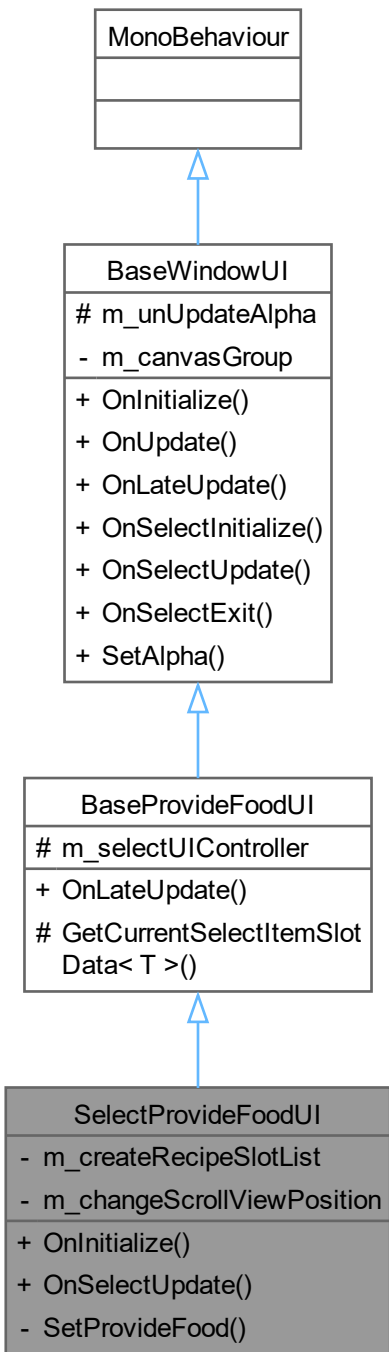 MonoBehaviour
BaseWindowUI
# m_unUpdateAlpha
- m_canvasGroup
+ OnInitialize()
+ OnUpdate()
+ OnLateUpdate()
+ OnSelectInitialize()
+ OnSelectUpdate()
+ OnSelectExit()
+ SetAlpha()
BaseProvideFoodUI
# m_selectUIController
+ OnLateUpdate()
# GetCurrentSelectItemSlot
Data< T >()
SelectProvideFoodUI
- m_createRecipeSlotList
- m_changeScrollViewPosition
+ OnInitialize()
+ OnSelectUpdate()
- SetProvideFood()